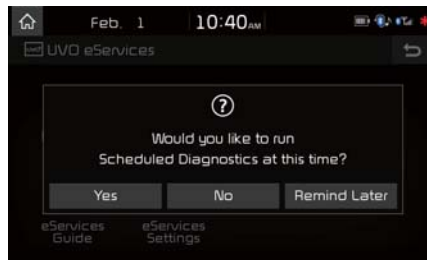 Feb. 1 10:40AM
UVO eServices
Would you like to run
Scheduled Diagnostics at this time?
Yes No Remind Later
eServices eServices
Guide Settings